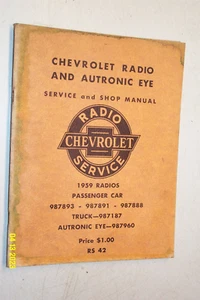 CHEVROLET RADIO
AND AUTRONIC EYE
SERVICE and SHOP MANUAL
RADIO
CHEVROLET
SERVICE
1959 RADIOS
PASSENGER CAR
987893 - 987891 - 987888
TRUCK—987187
AUTRONIC EYE—987960
Price $1.00
RS 42